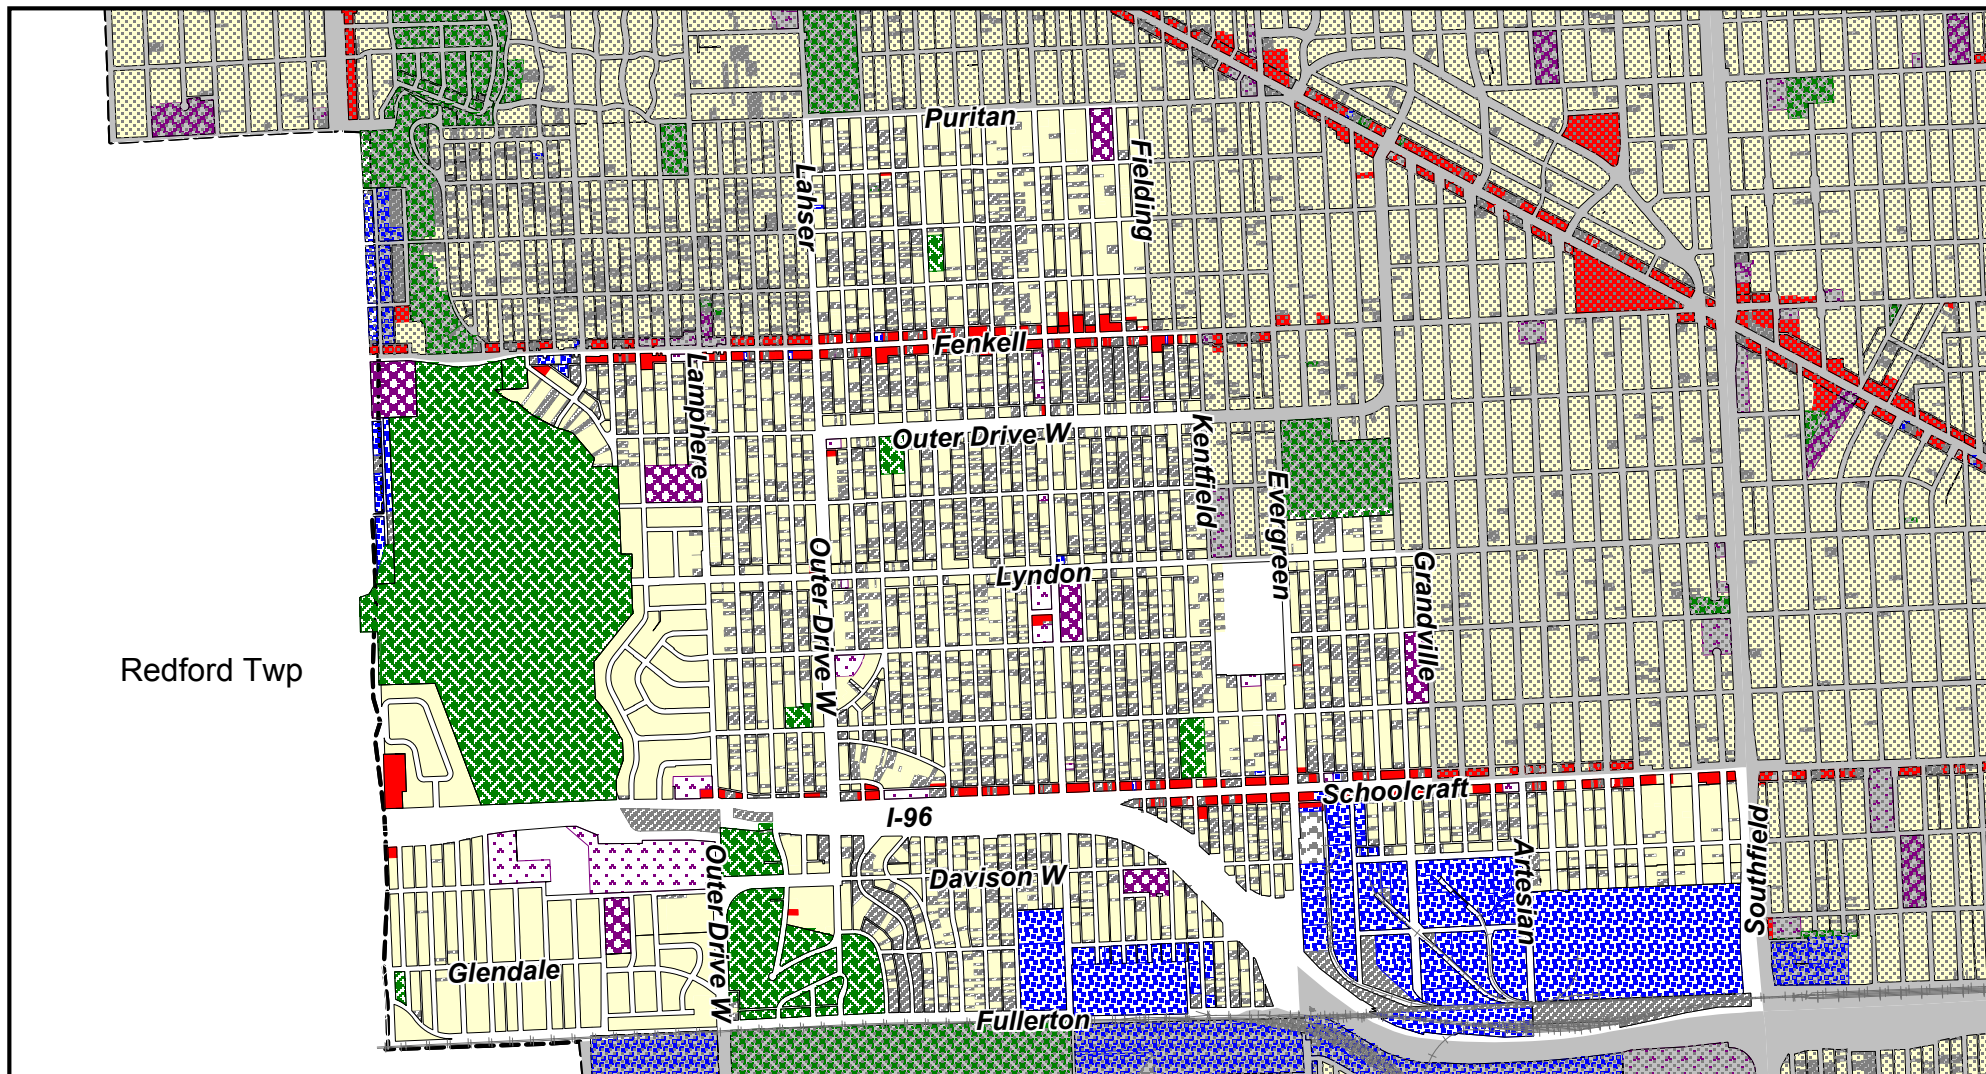 Puritan
Lahser
Fielding
Fenkell
Lamphere
Outer Drive W
Kentfield
Evergreen
Outer Drive W
Lyndon
Grandville
Redford Twp
Schoolcraft
I-96
Southfield
Outer Drive W
Davison W
Artesian
Glendale
Fullerton